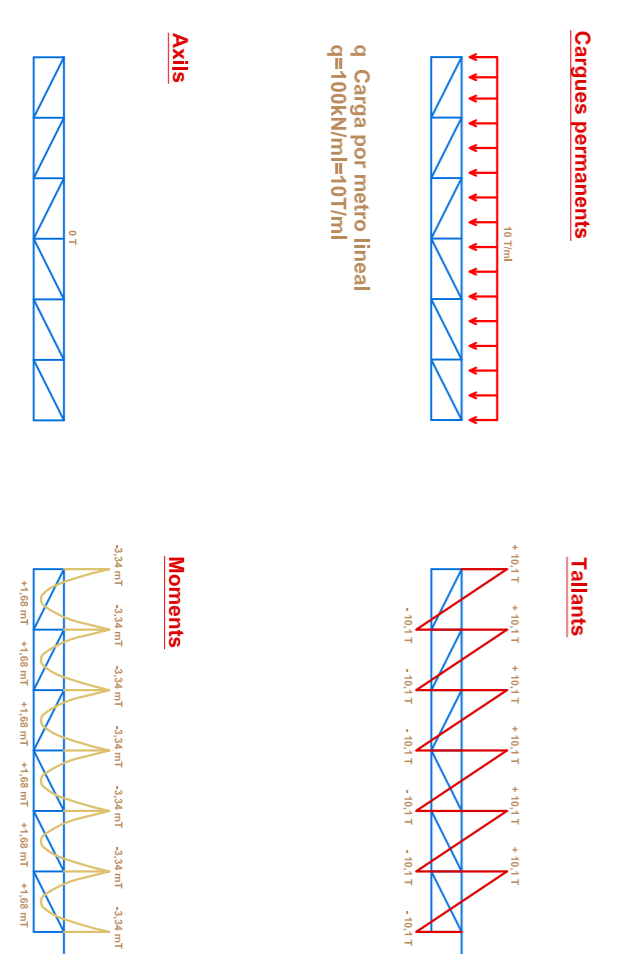 Cargues permanents
10 T/ml
q Carga por metro lineal
q=100kN/ml=10T/ml
Tallants
+ 10,1 T
+ 10,1 T
+ 10,1 T
+ 10,1 T
+ 10,1 T
+ 10,1 T
- 10,1 T
- 10,1 T
- 10,1 T
- 10,1 T
- 10,1 T
- 10,1 T
Axils
0 T
Moments
-3,34 mT
-3,34 mT
-3,34 mT
-3,34 mT
-3,34 mT
-3,34 mT
-3,34 mT
+1,68 mT
+1,68 mT
+1,68 mT
+1,68 mT
+1,68 mT
+1,68 mT